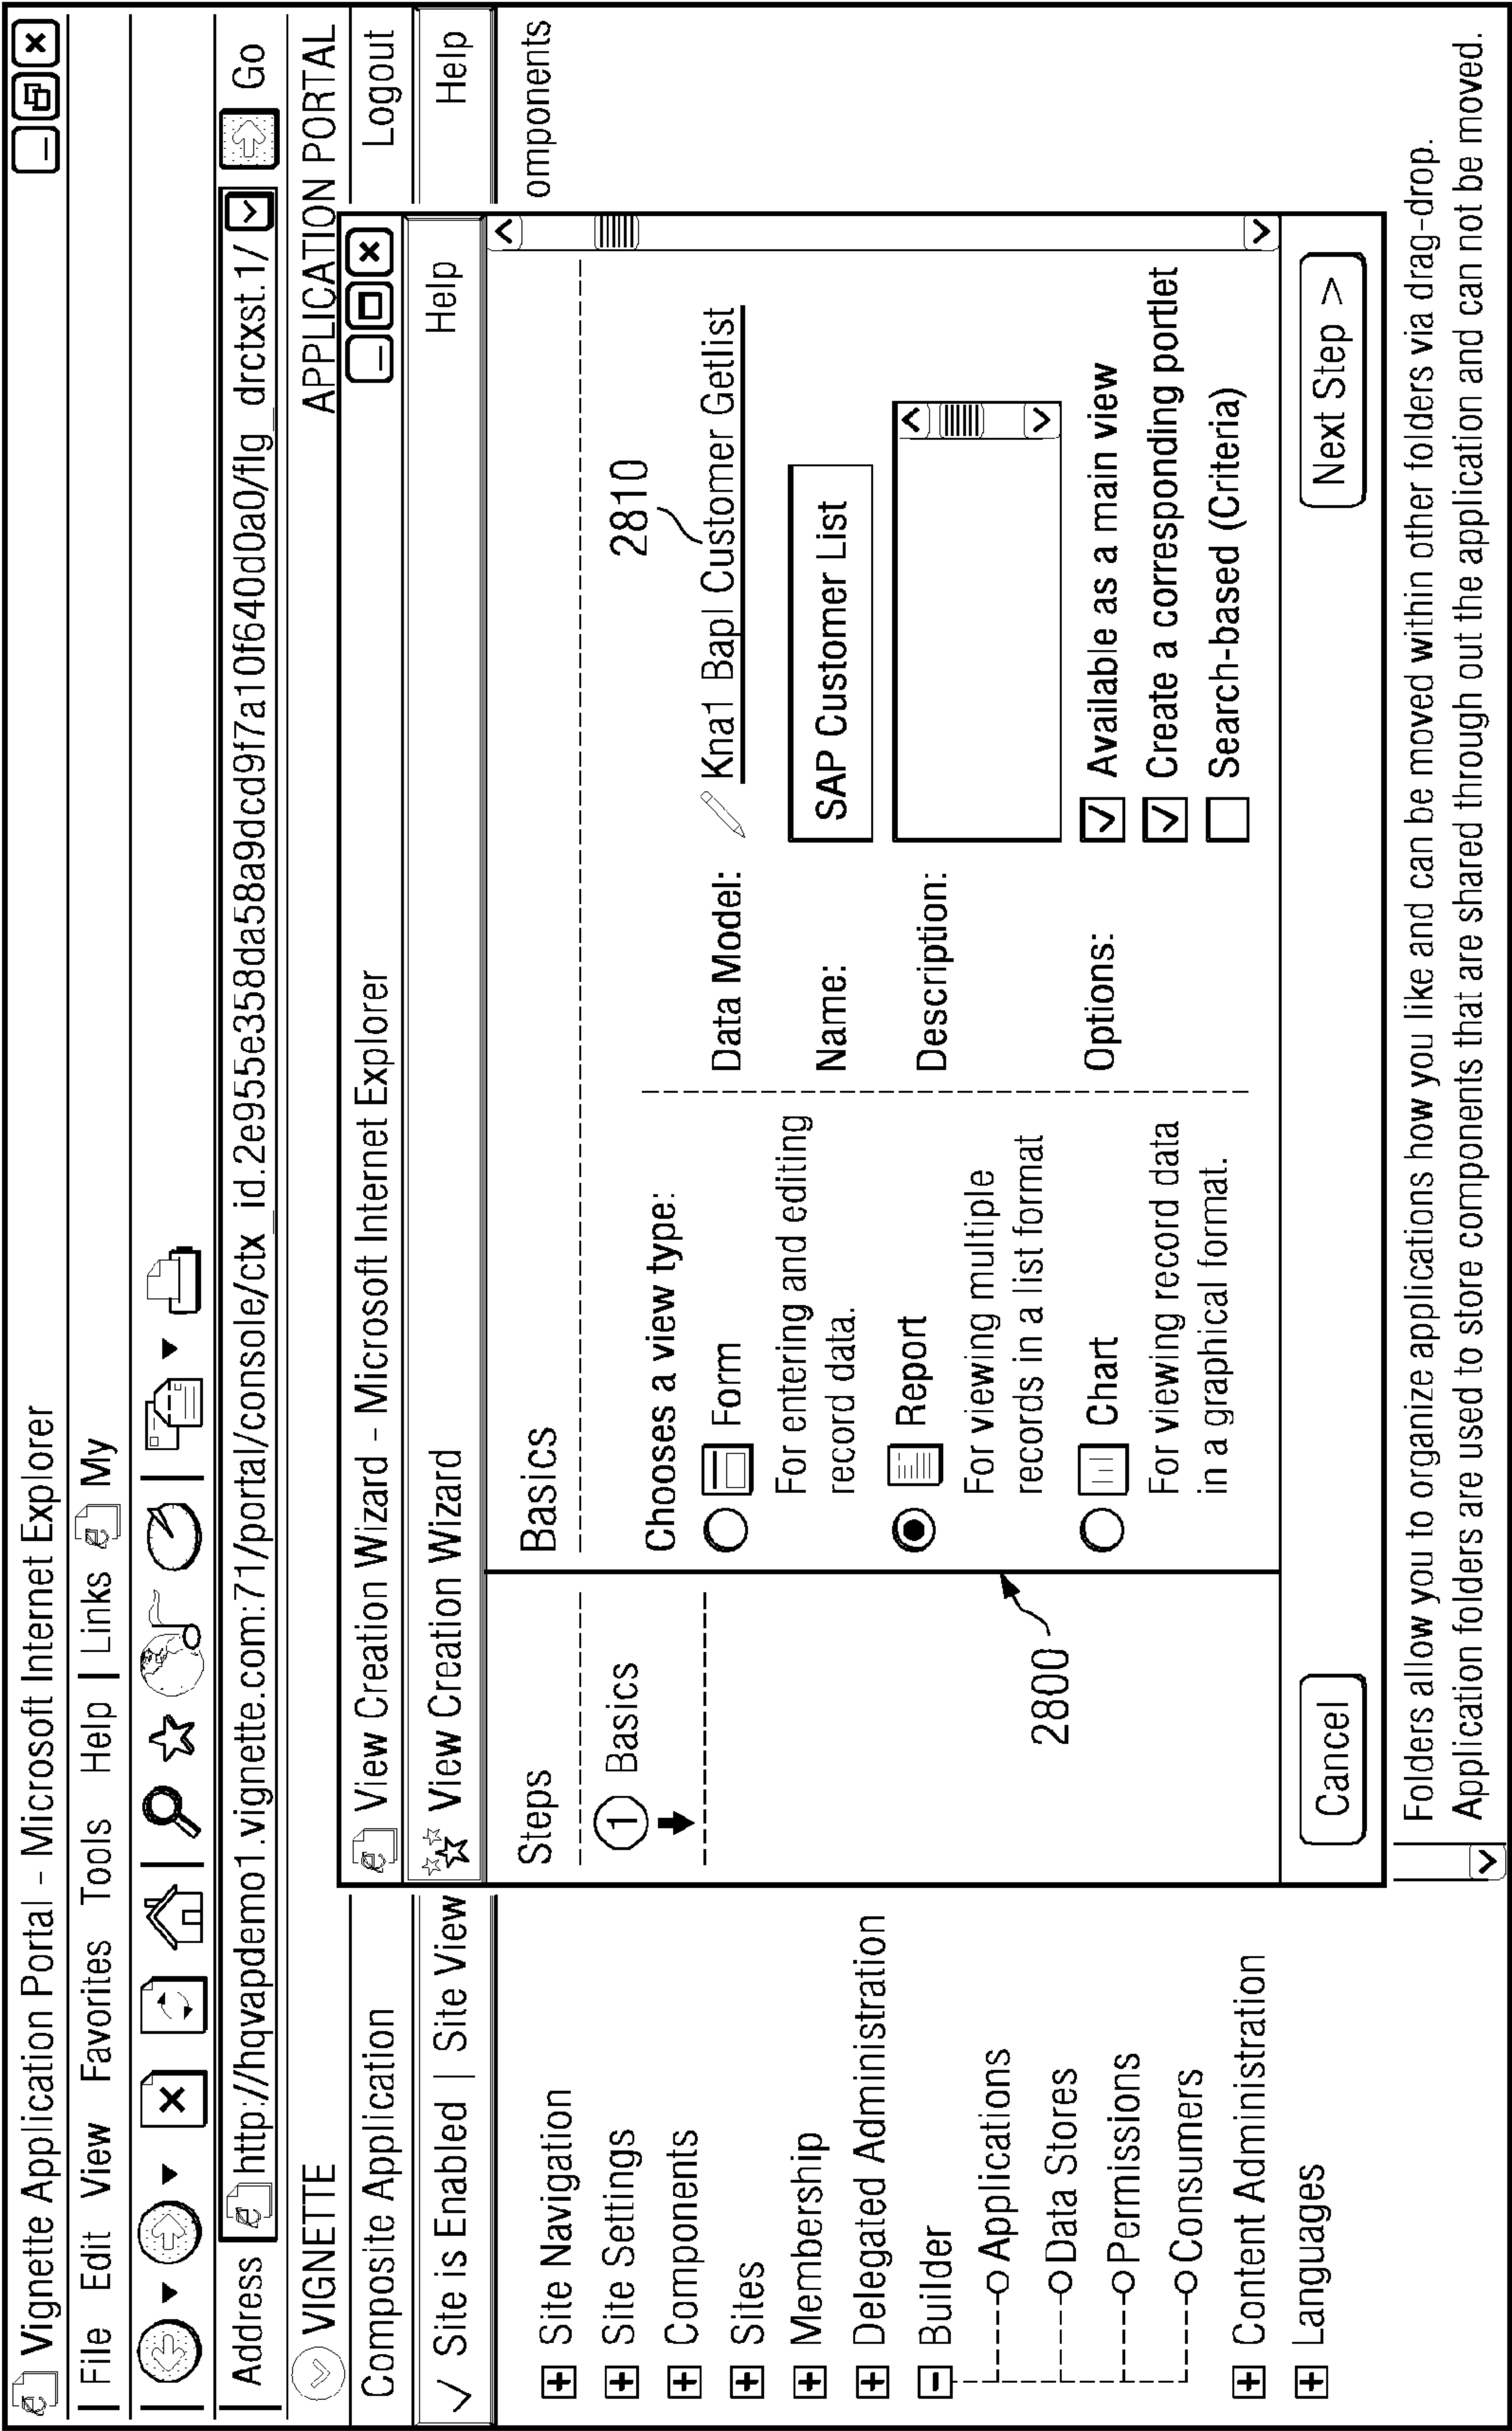 Vignette Application Portal - Microsoft Internet Explorer
File Edit View Favorites Tools Help | Links My
Address http://hqvapdemo1.vignette.com:71/portal/console/ctx_id.2e955e358da58a9dcd9f7a10f640d0a0/flg_drctxst.1/ Go
VIGNETTE APPLICATION PORTAL
Composite Application Logout
Site is Enabled | Site View Help
Site Navigation
Site Settings
Components
Sites
Membership
Delegated Administration
Builder
Applications
Data Stores
Permissions
Consumers
Content Administration
Languages
omponents
View Creation Wizard - Microsoft Internet Explorer
View Creation Wizard Help
Steps
1 Basics
2800
Basics
Chooses a view type:
Form
For entering and editing
record data.
Report
For viewing multiple
records in a list format
Chart
For viewing record data
in a graphical format.
2810
Data Model: Kna1 Bapl Customer Getlist
Name: SAP Customer List
Description:
Options: Available as a main view
Create a corresponding portlet
Search-based (Criteria)
Cancel Next Step >
Folders allow you to organize applications how you like and can be moved within other folders via drag-drop.
Application folders are used to store components that are shared through out the application and can not be moved.